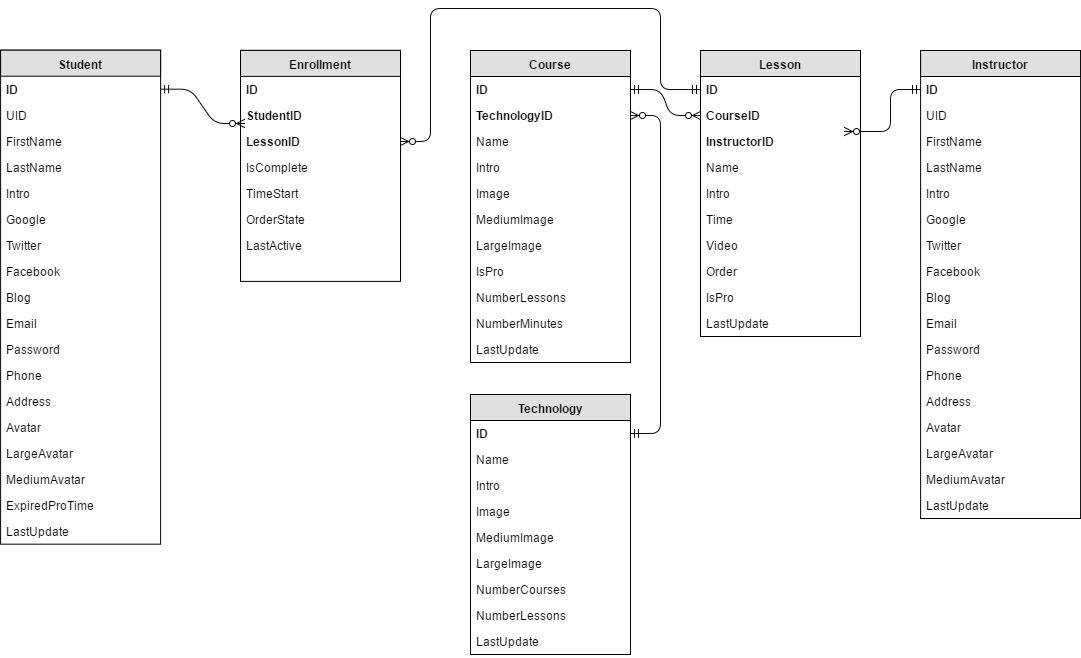 Student
ID
UID
FirstName
LastName
Intro
Google
Twitter
Facebook
Blog
Email
Password
Phone
Address
Avatar
LargeAvatar
MediumAvatar
ExpiredProTime
LastUpdate
Enrollment
ID
StudentID
LessonID
IsComplete
TimeStart
OrderState
LastActive
Course
ID
TechnologyID
Name
Intro
Image
MediumImage
LargeImage
IsPro
NumberLessons
NumberMinutes
LastUpdate
Technology
ID
Name
Intro
Image
MediumImage
LargeImage
NumberCourses
NumberLessons
LastUpdate
Lesson
ID
CourseID
InstructorID
Name
Intro
Time
Video
Order
IsPro
LastUpdate
Instructor
ID
UID
FirstName
LastName
Intro
Google
Twitter
Facebook
Blog
Email
Password
Phone
Address
Avatar
LargeAvatar
MediumAvatar
LastUpdate